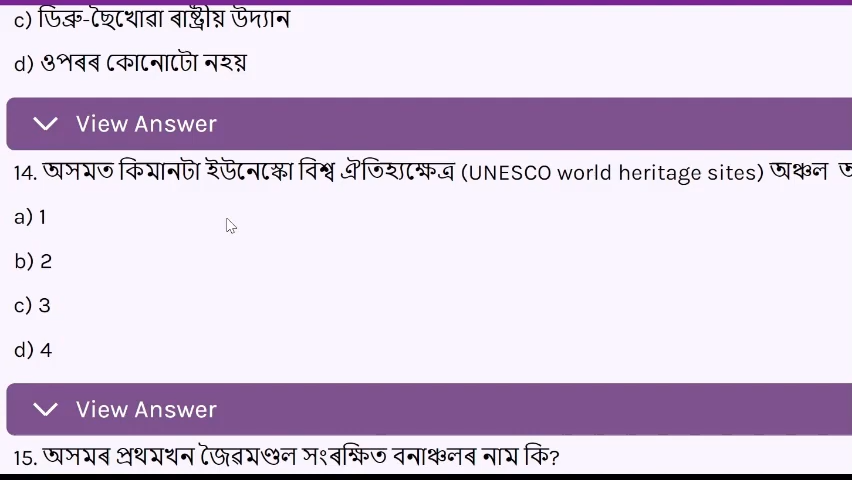 c) ডিব্ৰু-ছৈখোৱা ৰাষ্ট্ৰীয় উদ্যান
d) ওপৰৰ কোনোটো নহয়
View Answer
14. অসমত কিমানটা ইউনেস্কো বিশ্ব ঐতিহ্যক্ষেত্ৰ (UNESCO world heritage sites) অঞ্চল
a) 1
b) 2
c) 3
d) 4
View Answer
15. অসমৰ প্ৰথমখন জৈৱমণ্ডল সংৰক্ষিত বনাঞ্চলৰ নাম কি?